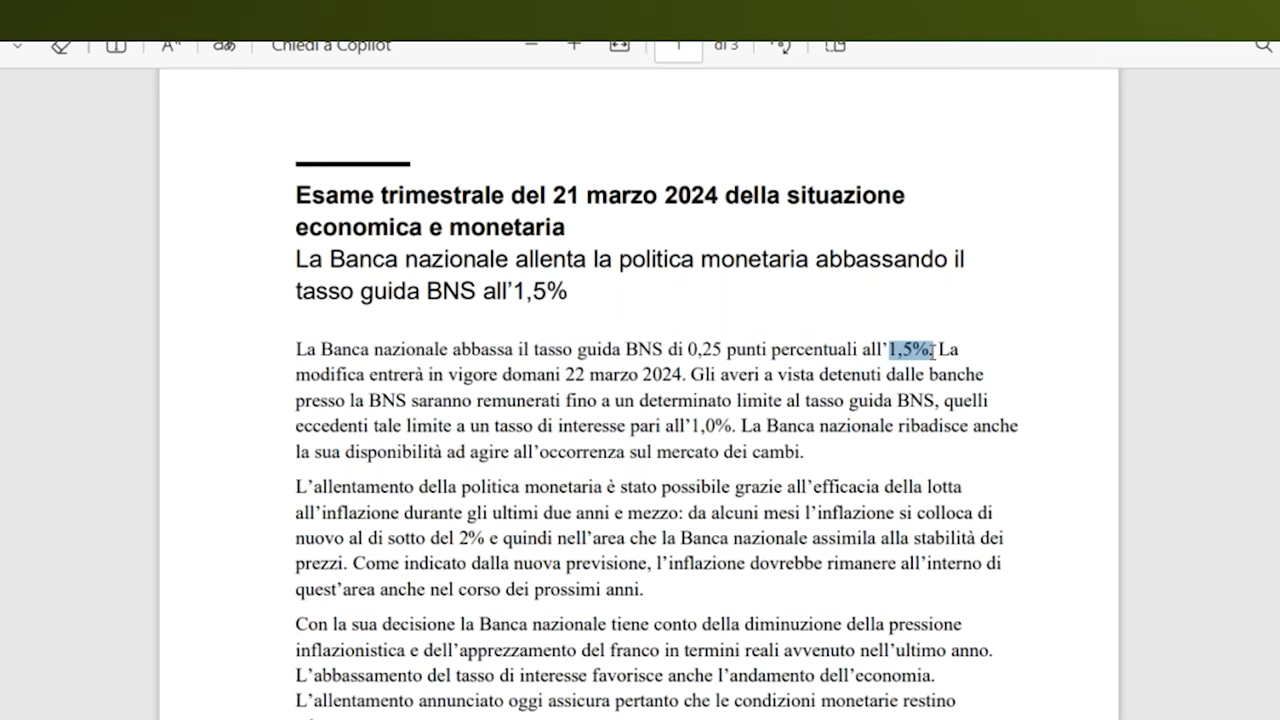 Chiedi a Copilot
1
di 3
Esame trimestrale del 21 marzo 2024 della situazione
economica e monetaria
La Banca nazionale allenta la politica monetaria abbassando il
tasso guida BNS all’1,5%
La Banca nazionale abbassa il tasso guida BNS di 0,25 punti percentuali all’1,5%. La
modifica entrerà in vigore domani 22 marzo 2024. Gli averi a vista detenuti dalle banche
presso la BNS saranno remunerati fino a un determinato limite al tasso guida BNS, quelli
eccedenti tale limite a un tasso di interesse pari all’1,0%. La Banca nazionale ribadisce anche
la sua disponibilità ad agire all’occorrenza sul mercato dei cambi.
L’allentamento della politica monetaria è stato possibile grazie all’efficacia della lotta
all’inflazione durante gli ultimi due anni e mezzo: da alcuni mesi l’inflazione si colloca di
nuovo al di sotto del 2% e quindi nell’area che la Banca nazionale assimila alla stabilità dei
prezzi. Come indicato dalla nuova previsione, l’inflazione dovrebbe rimanere all’interno di
quest’area anche nel corso dei prossimi anni.
Con la sua decisione la Banca nazionale tiene conto della diminuzione della pressione
inflazionistica e dell’apprezzamento del franco in termini reali avvenuto nell’ultimo anno.
L’abbassamento del tasso di interesse favorisce anche l’andamento dell’economia.
L’allentamento annunciato oggi assicura pertanto che le condizioni monetarie restino